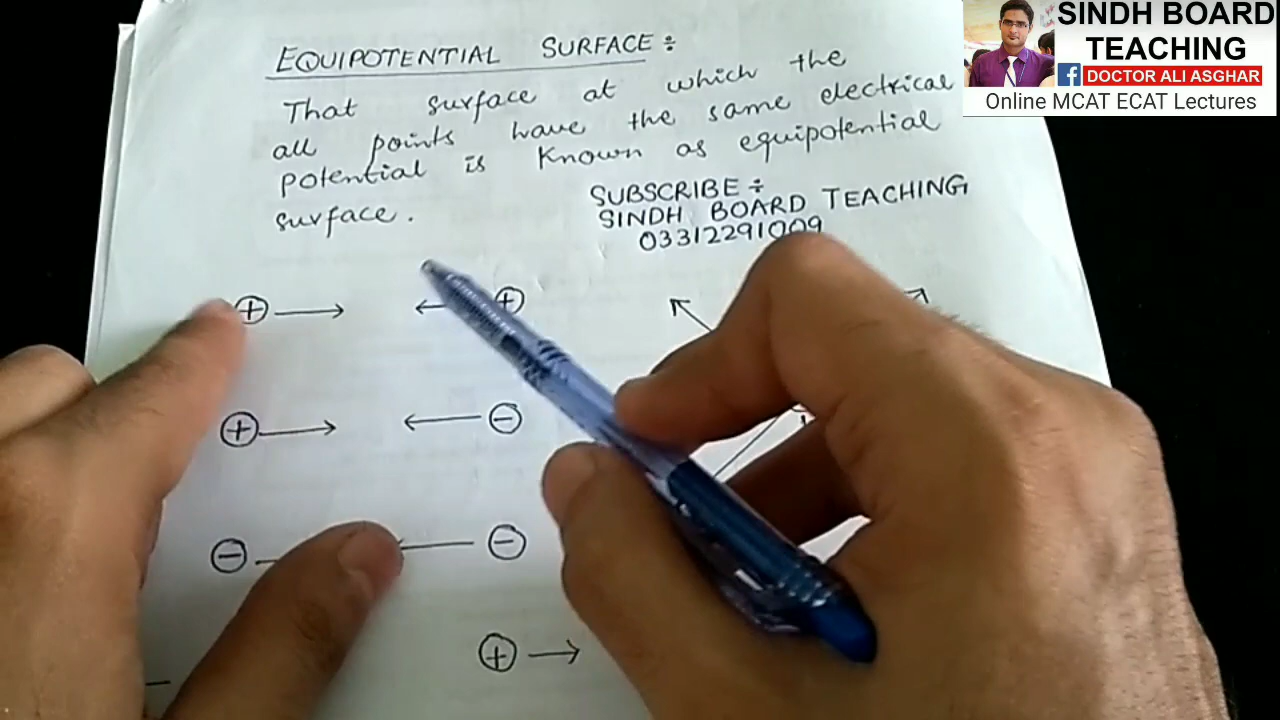 SINDH BOARD
TEACHING
f DOCTOR ALI ASGHAR
Online MCAT ECAT Lectures
EQUIPOTENTIAL SURFACE÷
That surface at which the
all points have the same electrical
potential is known as equipotential
surface.
SUBSCRIBE÷
SINDH BOARD TEACHING
03312291009
+ +
+ −
− −
+